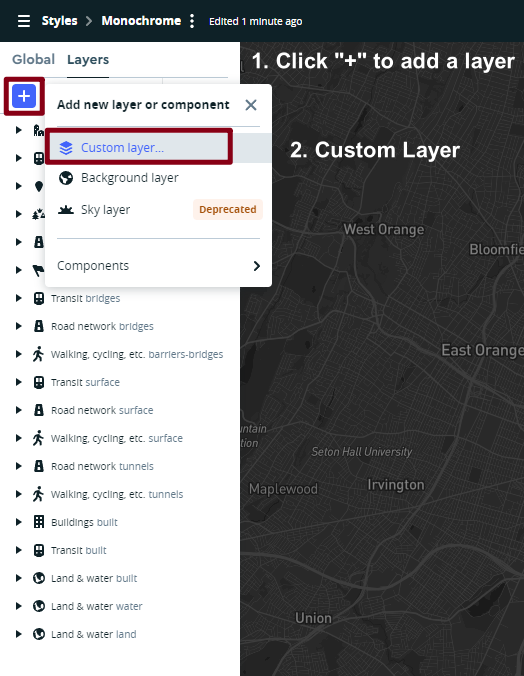 Styles
Monochrome
Edited 1 minute ago
Global
Layers
1. Click "+" to add a layer
Add new layer or component
Custom layer...
2. Custom Layer
Background layer
Sky layer
Deprecated
Components
West Orange
Bloomfie
East Orange
Seton Hall University
Maplewood
Irvington
Union
Transit bridges
Road network bridges
Walking, cycling, etc. barriers-bridges
Transit surface
Road network surface
Walking, cycling, etc. surface
Road network tunnels
Walking, cycling, etc. tunnels
Buildings built
Transit built
Land & water built
Land & water water
Land & water land